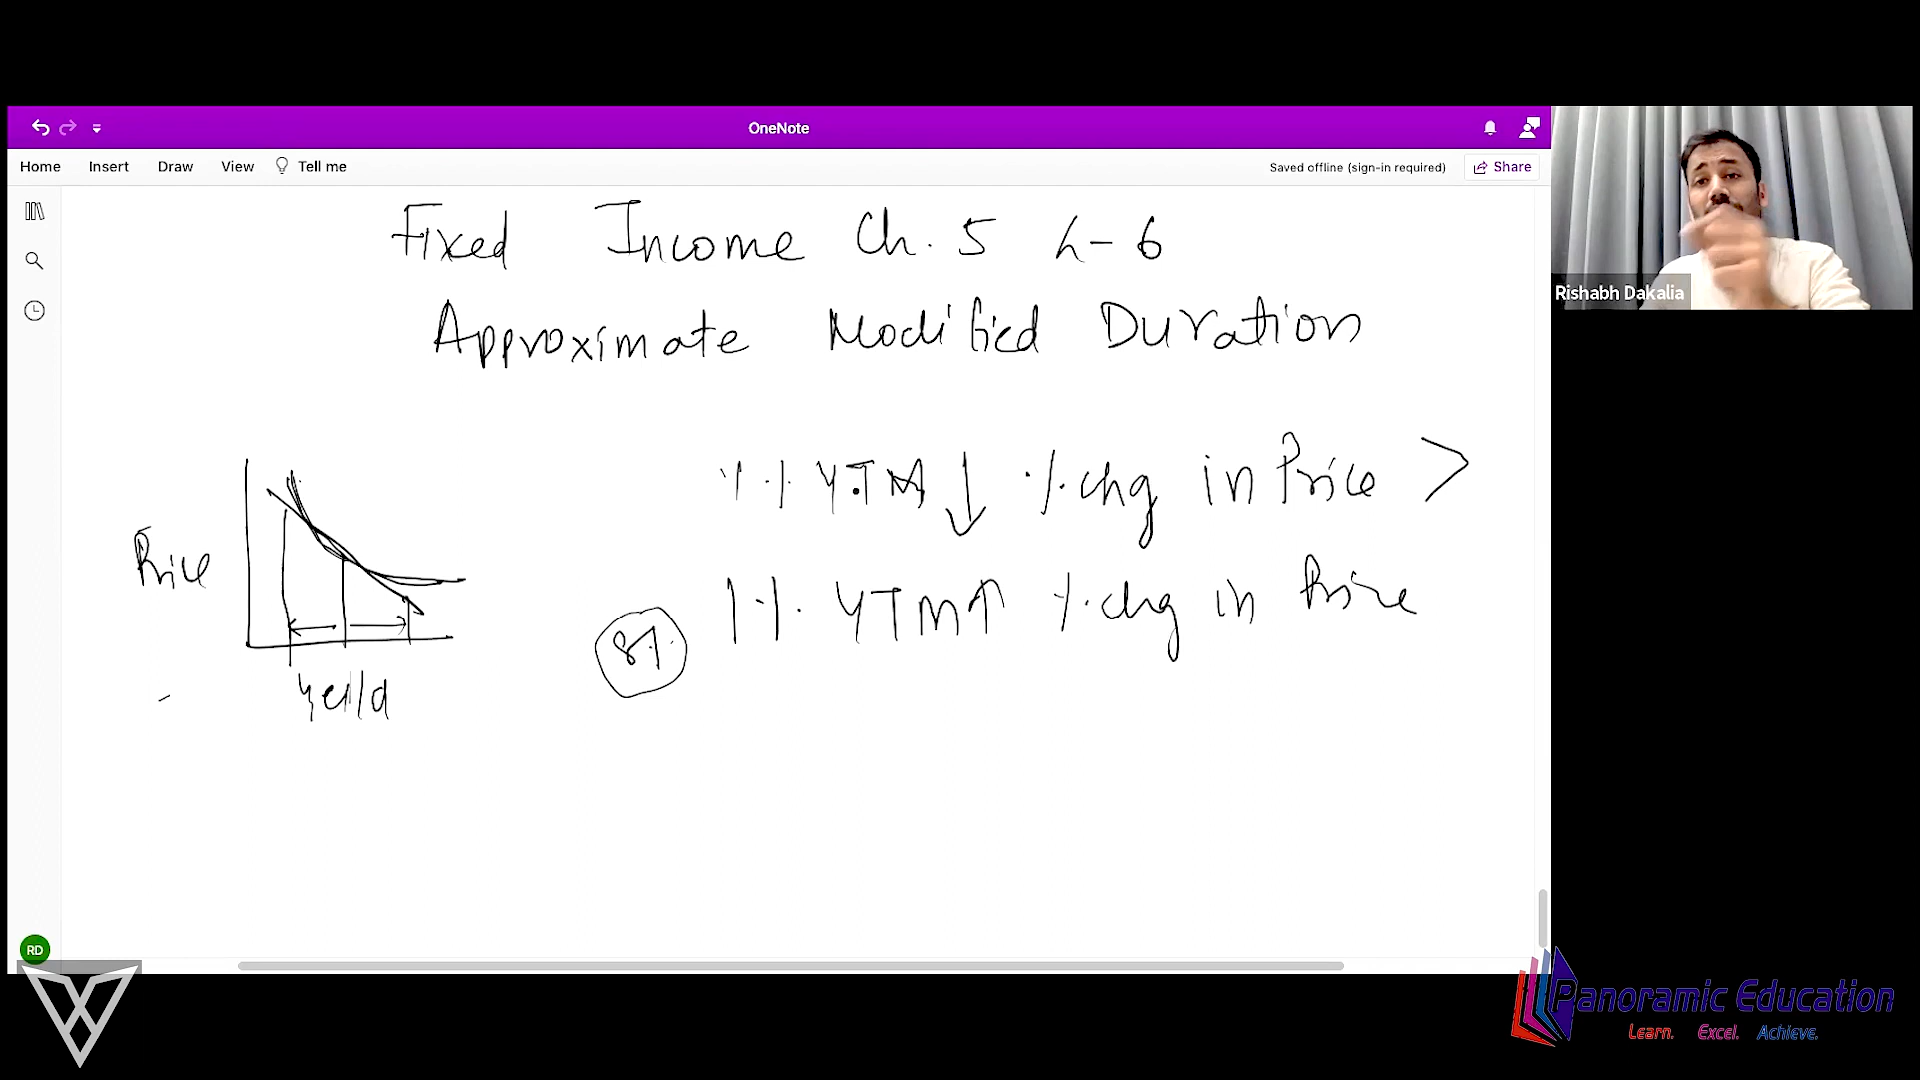 OneNote
Home Insert Draw View Tell me
Saved offline (sign-in required) Share
Rishabh Dakalia
Fixed Income Ch. 5 L-6
Approximate Modified Duration
1% YTM ↓ % chg in Price >
1% YTM ↑ % chg in Price
8%
Price
Yeild
RD
Panoramic Education
Learn. Excel. Achieve.